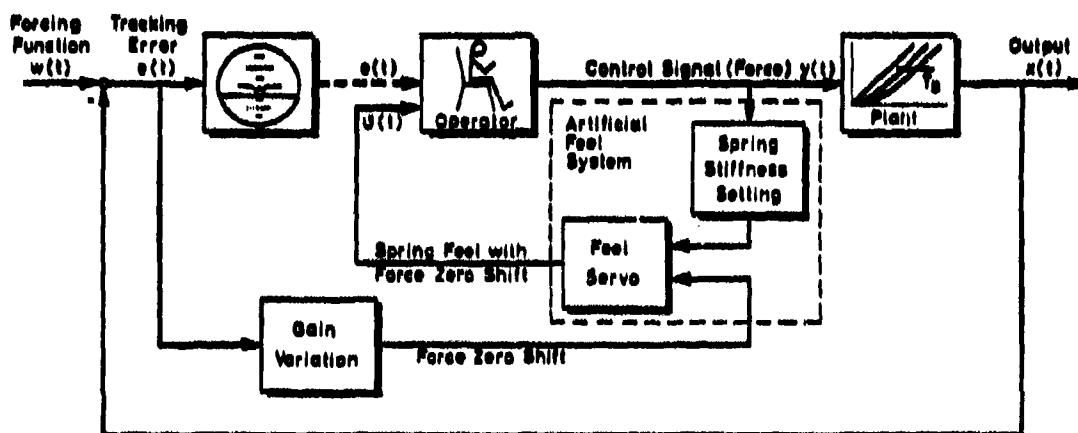 Forcing
Function
w(t)
Tracking
Error
e(t)
e(t)
U(t)
Operator
Control Signal (Force) y(t)
Plant
Output
x(t)
Artificial
Feel
System
Spring
Stiffness
Setting
Feel
Servo
Spring Feel with
Force Zero Shift
Gain
Variation
Force Zero Shift